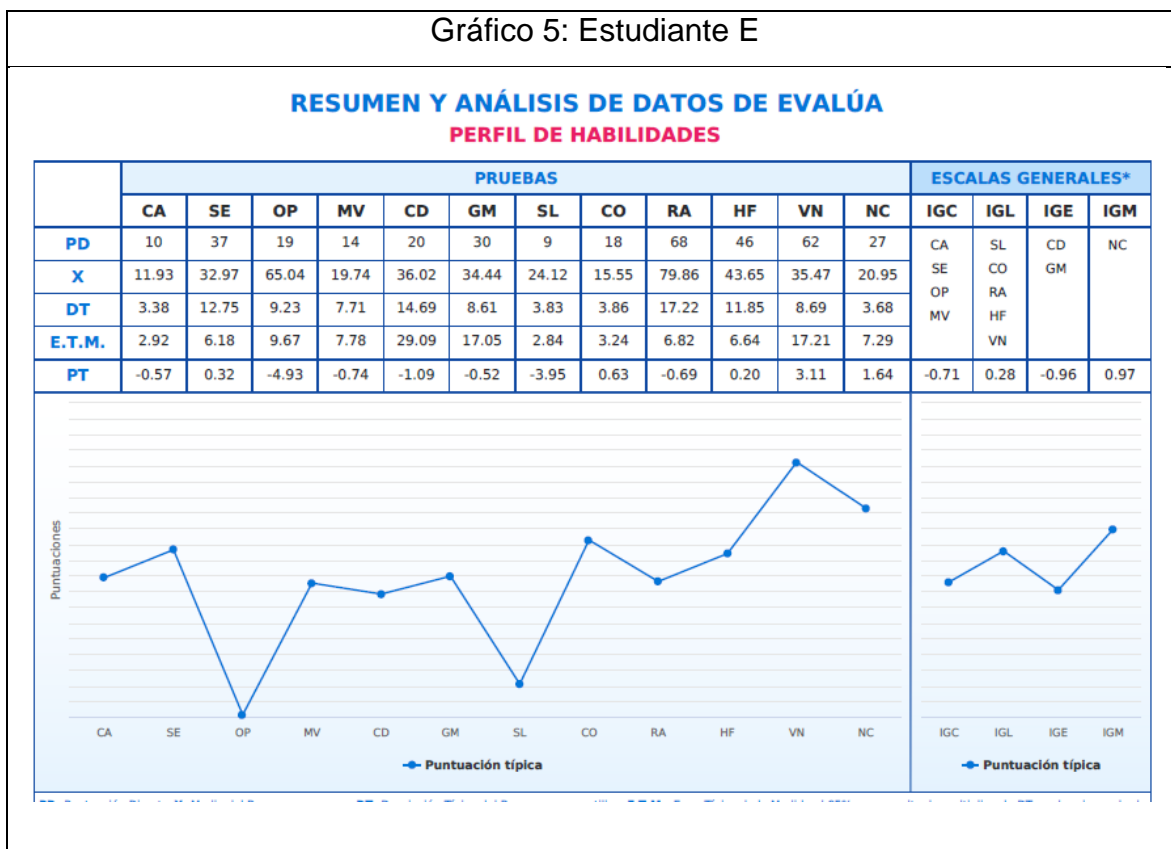 Gráfico 5: Estudiante E
RESUMEN Y ANÁLISIS DE DATOS DE EVALÚA
PERFIL DE HABILIDADES
PRUEBAS ESCALAS GENERALES*
CA SE OP MV CD GM SL CO RA HF VN NC IGC IGL IGE IGM
PD 10 37 19 14 20 30 9 18 68 46 62 27 CA SL CD NC
X 11.93 32.97 65.04 19.74 36.02 34.44 24.12 15.55 79.86 43.65 35.47 20.95 SE CO GM
OP RA
DT 3.38 12.75 9.23 7.71 14.69 8.61 3.83 3.86 17.22 11.85 8.69 3.68 MV HF
E.T.M. 2.92 6.18 9.67 7.78 29.09 17.05 2.84 3.24 6.82 6.64 17.21 7.29 VN
PT -0.57 0.32 -4.93 -0.74 -1.09 -0.52 -3.95 0.63 -0.69 0.20 3.11 1.64 -0.71 0.28 -0.96 0.97
Puntuaciones
CA SE OP MV CD GM SL CO RA HF VN NC IGC IGL IGE IGM
Puntuación típica Puntuación típica